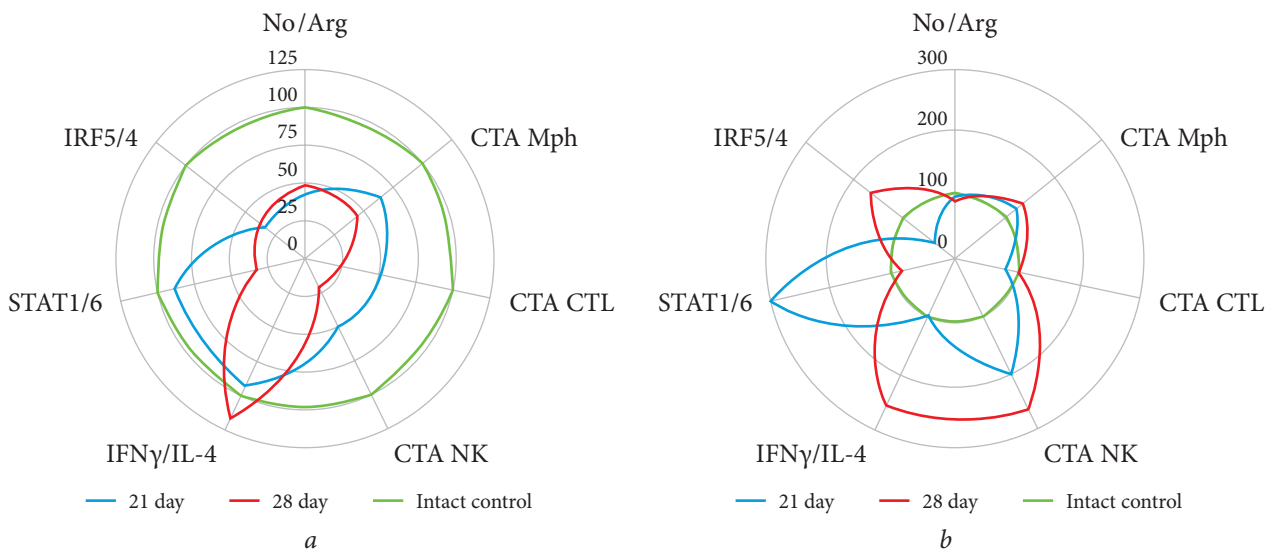 No/Arg
125
100
75
50
25
0
CTA Mph
CTA CTL
CTA NK
IFNγ/IL-4
STAT1/6
IRF5/4
21 day
28 day
Intact control
a
No/Arg
300
200
100
0
CTA Mph
CTA CTL
CTA NK
IFNγ/IL-4
STAT1/6
IRF5/4
21 day
28 day
Intact control
b